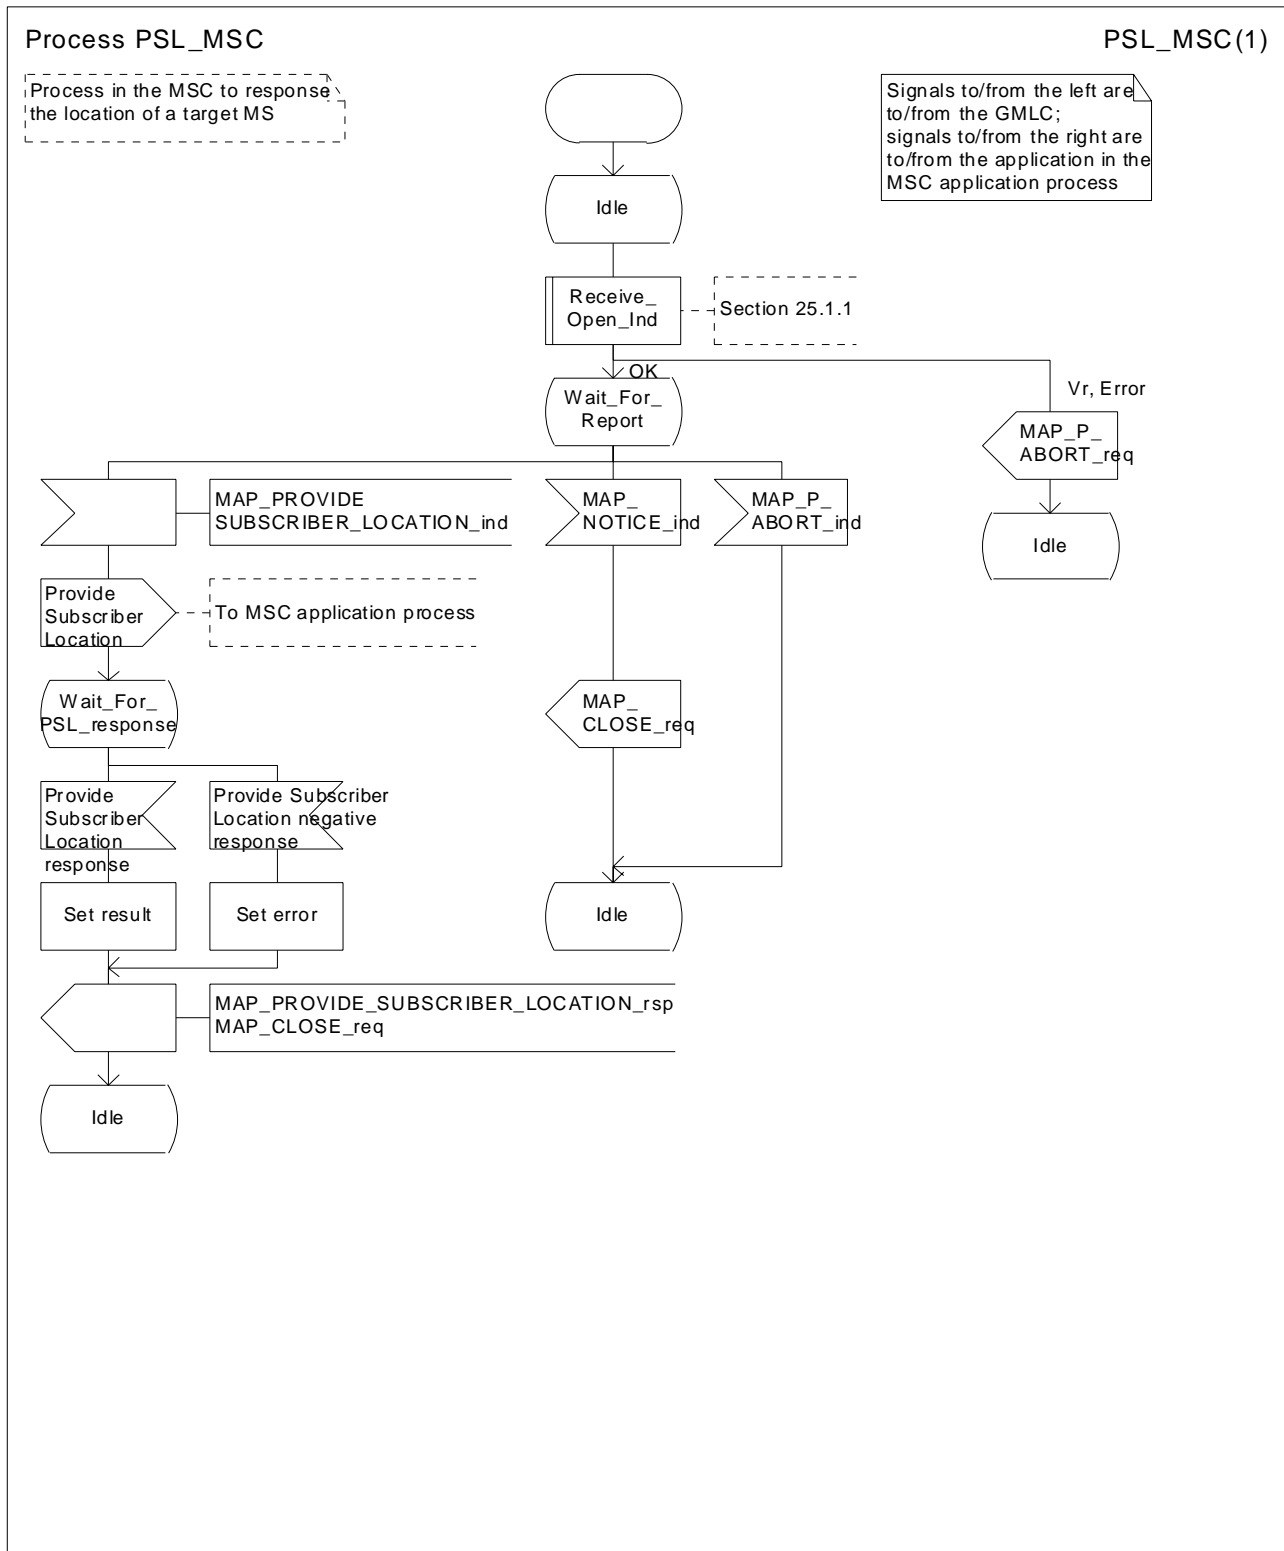 Process PSL_MSC
PSL_MSC(1)
Process in the MSC to response
the location of a target MS
Signals to/from the left are
to/from the GMLC;
signals to/from the right are
to/from the application in the
MSC application process
Idle
Receive_
Open_Ind
Section 25.1.1
OK
Vr, Error
Wait_For_
Report
MAP_P_
ABORT_req
Idle
MAP_PROVIDE
SUBSCRIBER_LOCATION_ind
MAP_
NOTICE_ind
MAP_P_
ABORT_ind
Provide
Subscriber
Location
To MSC application process
Wait_For_
PSL_response
MAP_
CLOSE_req
Provide
Subscriber
Location
response
Provide Subscriber
Location negative
response
Set result
Set error
Idle
MAP_PROVIDE_SUBSCRIBER_LOCATION_rsp
MAP_CLOSE_req
Idle